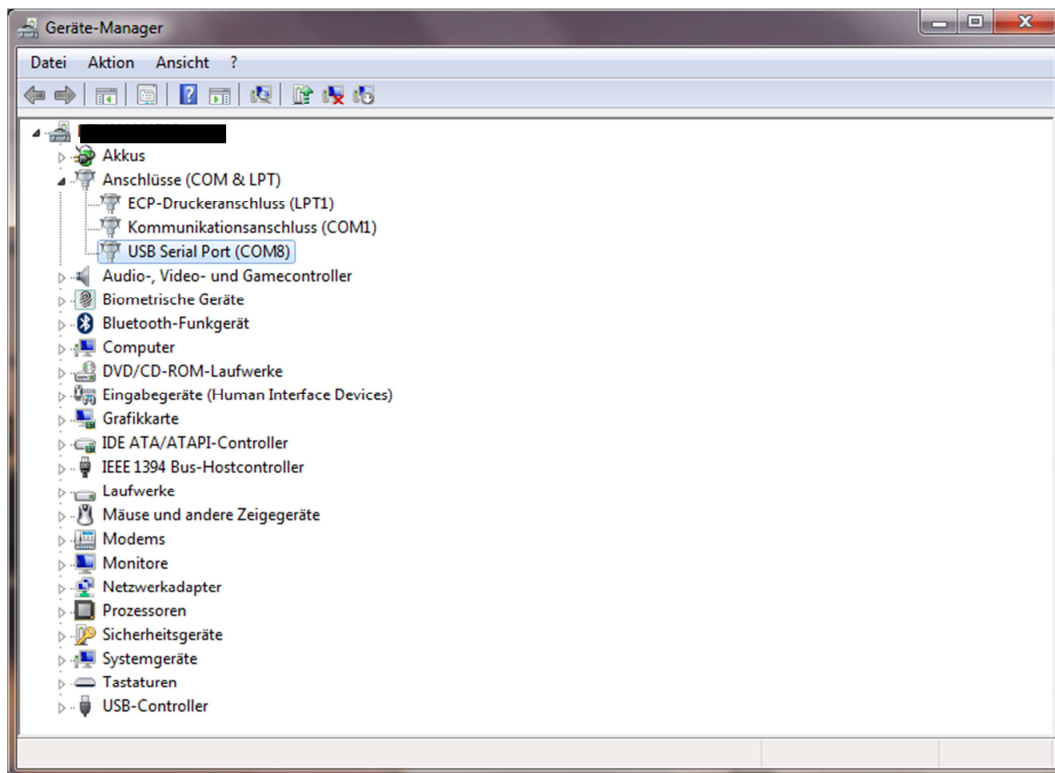 Geräte-Manager
Datei Aktion Ansicht ?
Akkus
Anschlüsse (COM & LPT)
ECP-Druckeranschluss (LPT1)
Kommunikationsanschluss (COM1)
USB Serial Port (COM8)
Audio-, Video- und Gamecontroller
Biometrische Geräte
Bluetooth-Funkgerät
Computer
DVD/CD-ROM-Laufwerke
Eingabegeräte (Human Interface Devices)
Grafikkarte
IDE ATA/ATAPI-Controller
IEEE 1394 Bus-Hostcontroller
Laufwerke
Mäuse und andere Zeigegeräte
Modems
Monitore
Netzwerkadapter
Prozessoren
Sicherheitsgeräte
Systemgeräte
Tastaturen
USB-Controller